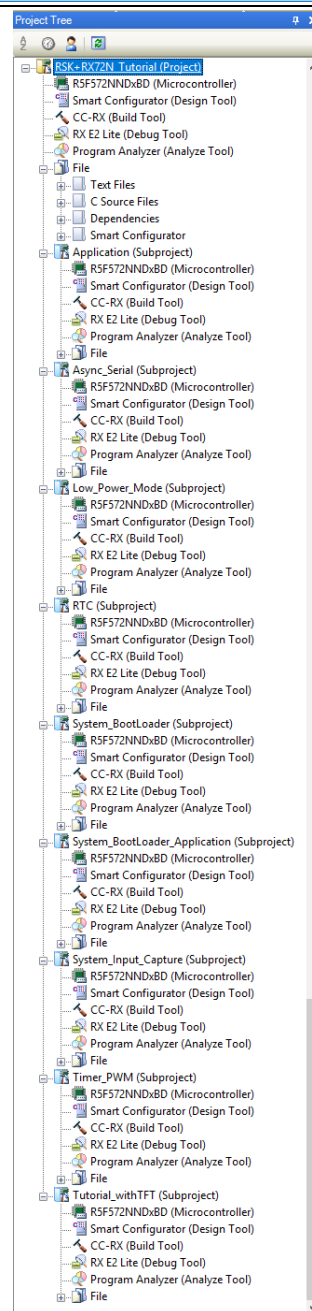 Project Tree
RSK+RX72N_Tutorial (Project)
R5F572NNDxBD (Microcontroller)
Smart Configurator (Design Tool)
CC-RX (Build Tool)
RX E2 Lite (Debug Tool)
Program Analyzer (Analyze Tool)
File
Text Files
C Source Files
Dependencies
Smart Configurator
Application (Subproject)
R5F572NNDxBD (Microcontroller)
Smart Configurator (Design Tool)
CC-RX (Build Tool)
RX E2 Lite (Debug Tool)
Program Analyzer (Analyze Tool)
File
Async_Serial (Subproject)
R5F572NNDxBD (Microcontroller)
Smart Configurator (Design Tool)
CC-RX (Build Tool)
RX E2 Lite (Debug Tool)
Program Analyzer (Analyze Tool)
File
Low_Power_Mode (Subproject)
R5F572NNDxBD (Microcontroller)
Smart Configurator (Design Tool)
CC-RX (Build Tool)
RX E2 Lite (Debug Tool)
Program Analyzer (Analyze Tool)
File
RTC (Subproject)
R5F572NNDxBD (Microcontroller)
Smart Configurator (Design Tool)
CC-RX (Build Tool)
RX E2 Lite (Debug Tool)
Program Analyzer (Analyze Tool)
File
System_BootLoader (Subproject)
R5F572NNDxBD (Microcontroller)
Smart Configurator (Design Tool)
CC-RX (Build Tool)
RX E2 Lite (Debug Tool)
Program Analyzer (Analyze Tool)
File
System_BootLoader_Application (Subproject)
R5F572NNDxBD (Microcontroller)
Smart Configurator (Design Tool)
CC-RX (Build Tool)
RX E2 Lite (Debug Tool)
Program Analyzer (Analyze Tool)
File
System_Input_Capture (Subproject)
R5F572NNDxBD (Microcontroller)
Smart Configurator (Design Tool)
CC-RX (Build Tool)
RX E2 Lite (Debug Tool)
Program Analyzer (Analyze Tool)
File
Timer_PWM (Subproject)
R5F572NNDxBD (Microcontroller)
Smart Configurator (Design Tool)
CC-RX (Build Tool)
RX E2 Lite (Debug Tool)
Program Analyzer (Analyze Tool)
File
Tutorial_withTFT (Subproject)
R5F572NNDxBD (Microcontroller)
Smart Configurator (Design Tool)
CC-RX (Build Tool)
RX E2 Lite (Debug Tool)
Program Analyzer (Analyze Tool)
File